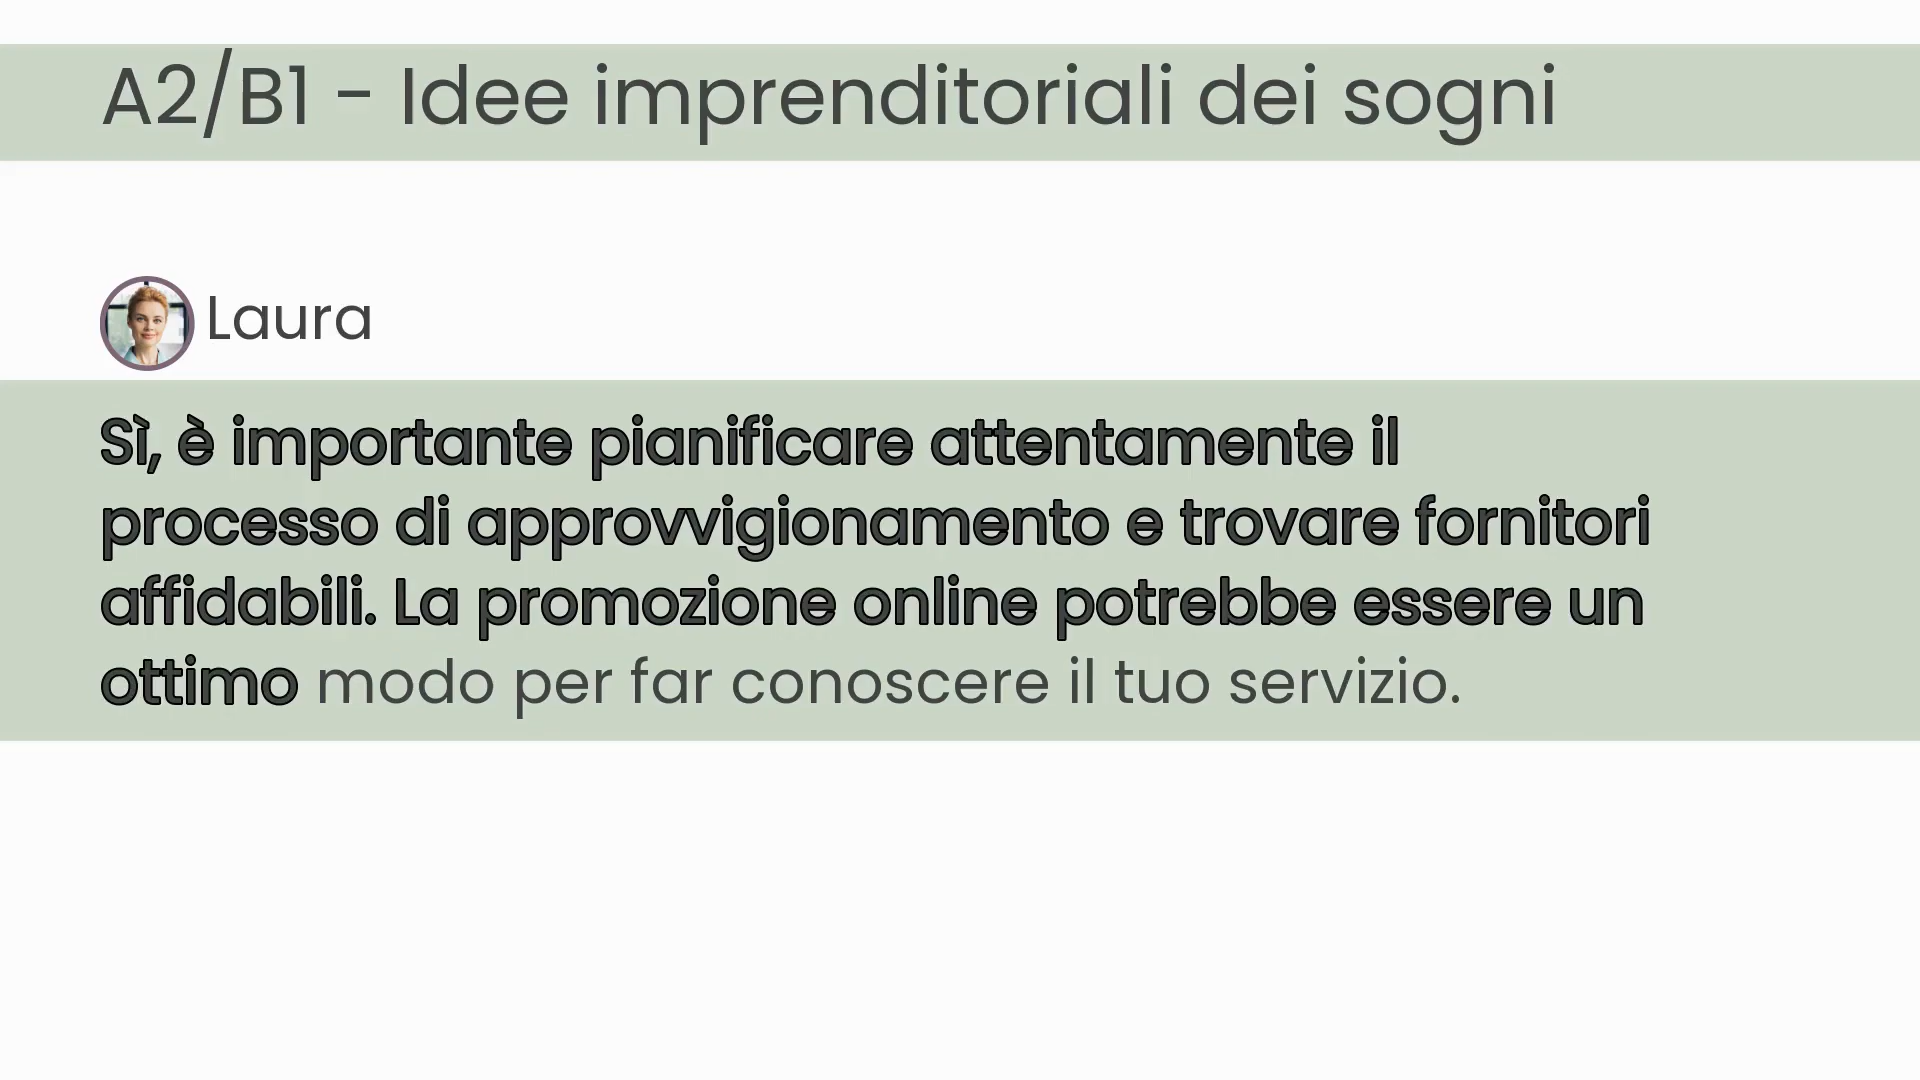 A2/B1 - Idee imprenditoriali dei sogni
Laura
Sì, è importante pianificare attentamente il
processo di approvvigionamento e trovare fornitori
affidabili. La promozione online potrebbe essere un
ottimo modo per far conoscere il tuo servizio.